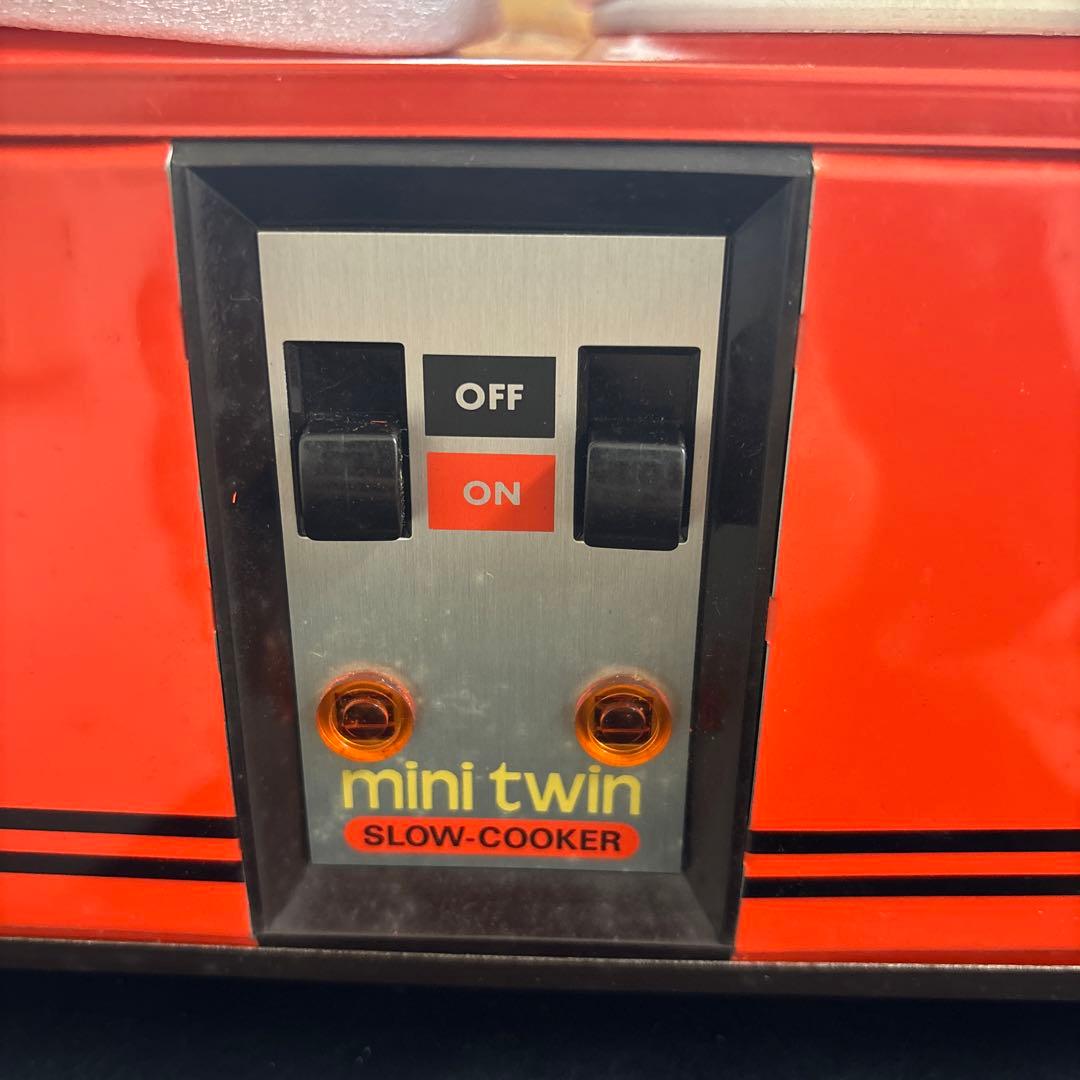 OFF
ON
mini twin
SLOW-COOKER